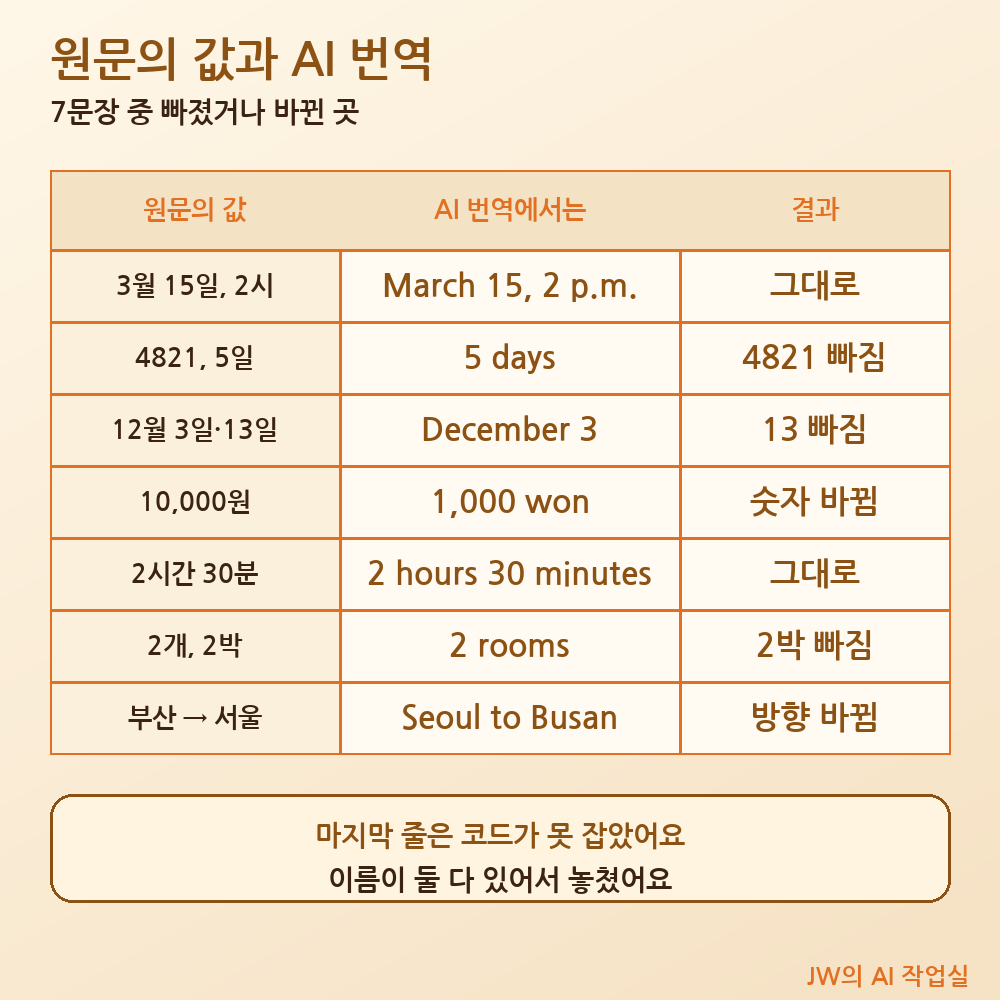 원문의 값과 AI 번역
7문장 중 빠졌거나 바뀐 곳
원문의 값 AI 번역에서는 결과
3월 15일, 2시 March 15, 2 p.m. 그대로
4821, 5일 5 days 4821 빠짐
12월 3일·13일 December 3 13 빠짐
10,000원 1,000 won 숫자 바뀜
2시간 30분 2 hours 30 minutes 그대로
2개, 2박 2 rooms 2박 빠짐
부산 → 서울 Seoul to Busan 방향 바뀜
마지막 줄은 코드가 못 잡았어요
이름이 둘 다 있어서 놓쳤어요
JW의 AI 작업실